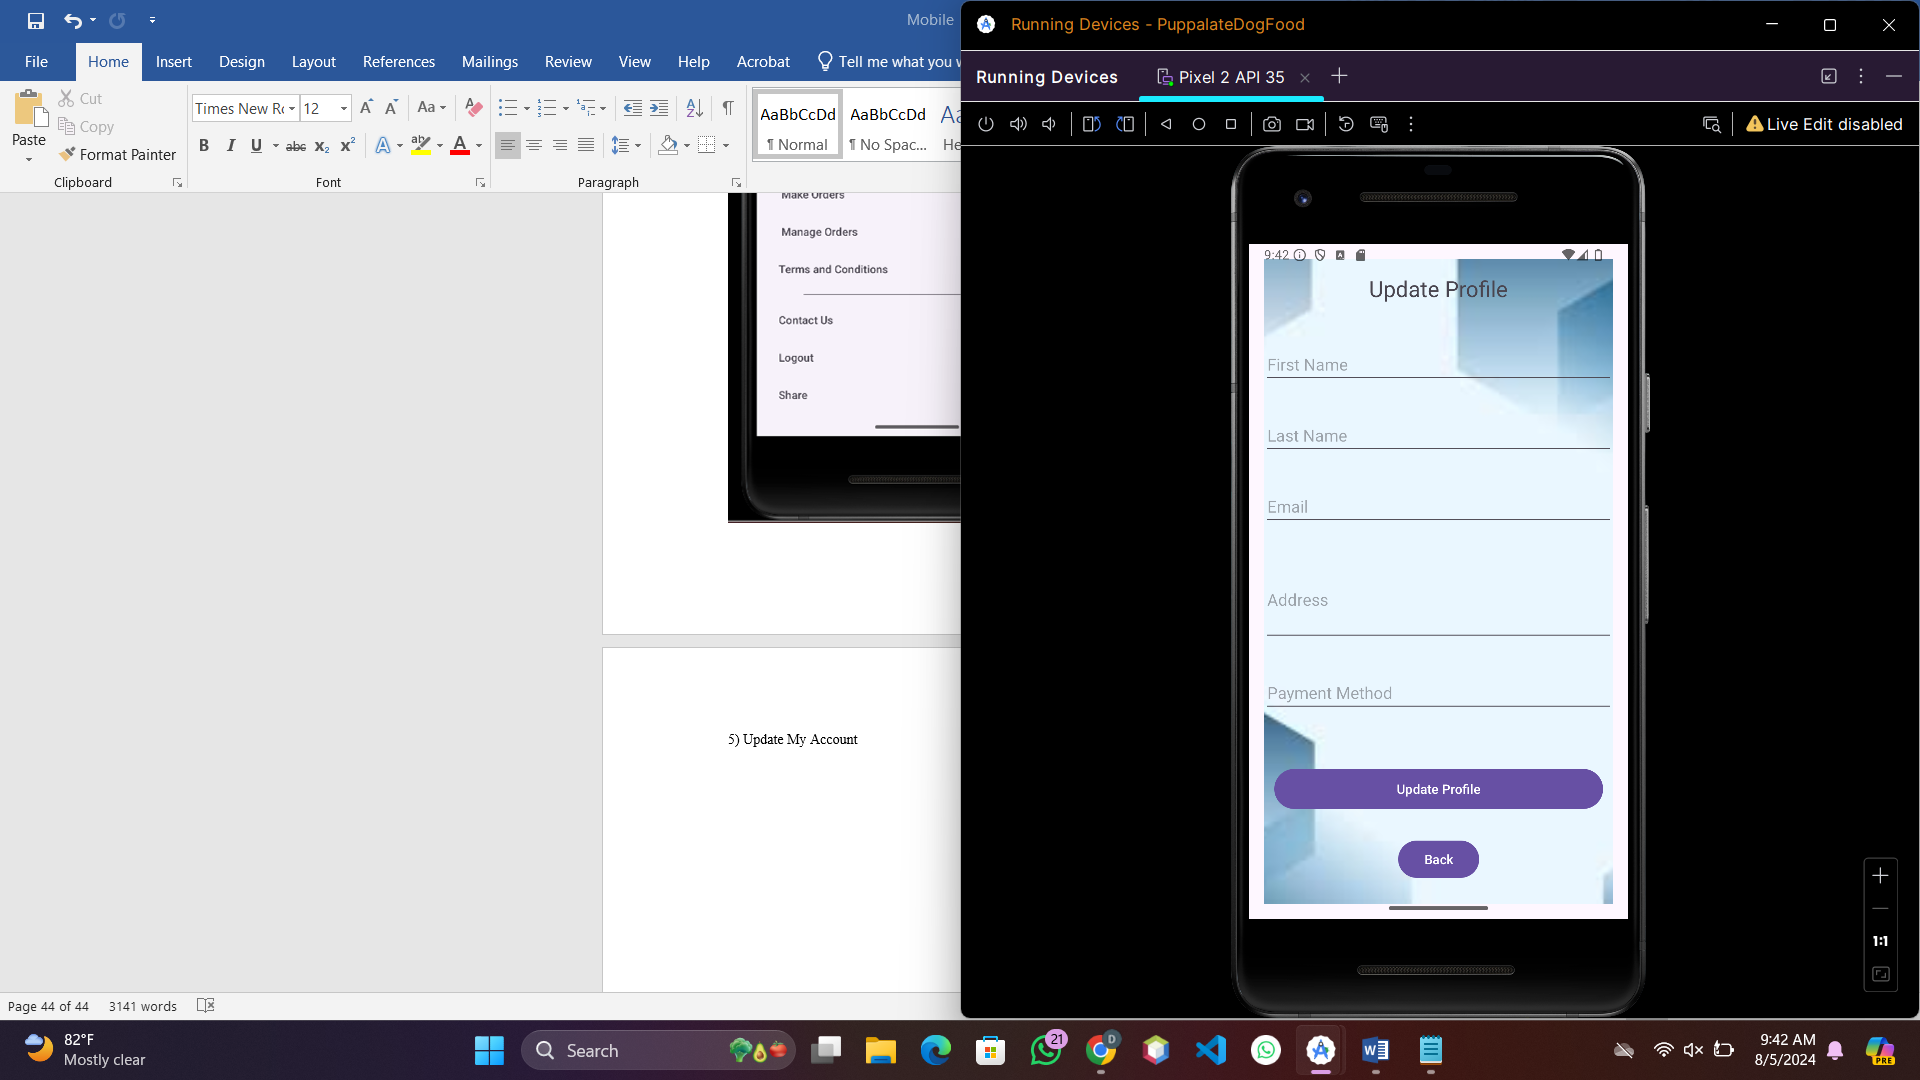 Mobile
File
Home
Insert
Design
Layout
References
Mailings
Review
View
Help
Acrobat
Tell me what you w
Paste
Cut
Copy
Format Painter
Clipboard
Times New Ro
12
Aa
B I U abc x₂ x²
A
Font
Paragraph
AaBbCcDd
¶ Normal
AaBbCcDd
¶ No Spac...
He
Make Orders
Manage Orders
Terms and Conditions
Contact Us
Logout
Share
5) Update My Account
Page 44 of 44
3141 words
Running Devices - PuppalateDogFood
Running Devices
Pixel 2 API 35
Live Edit disabled
9:42
Update Profile
First Name
Last Name
Email
Address
Payment Method
Update Profile
Back
1:1
82°F
Mostly clear
Search
21
D
PRE
9:42 AM
8/5/2024